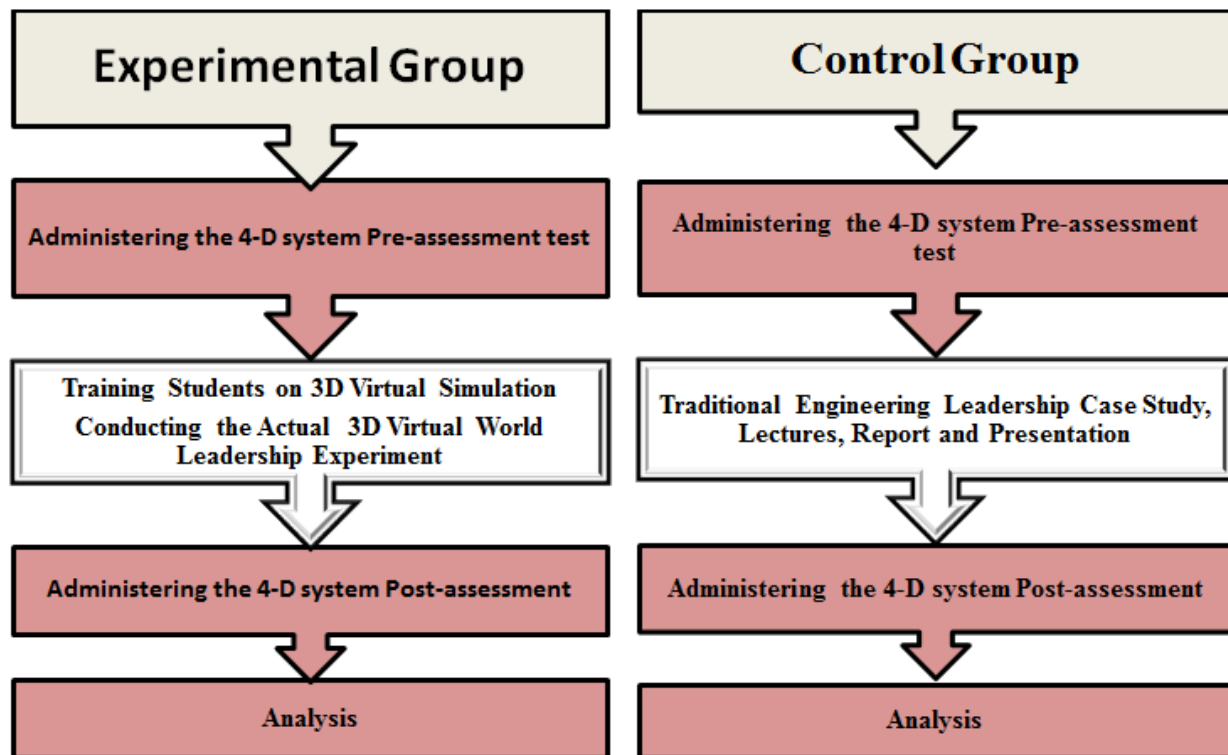 Experimental Group
Administering the 4-D system Pre-assessment test
Training Students on 3D Virtual Simulation
Conducting the Actual 3D Virtual World
Leadership Experiment
Administering the 4-D system Post-assessment
Analysis
Control Group
Administering the 4-D system Pre-assessment
test
Traditional Engineering Leadership Case Study,
Lectures, Report and Presentation
Administering the 4-D system Post-assessment
Analysis